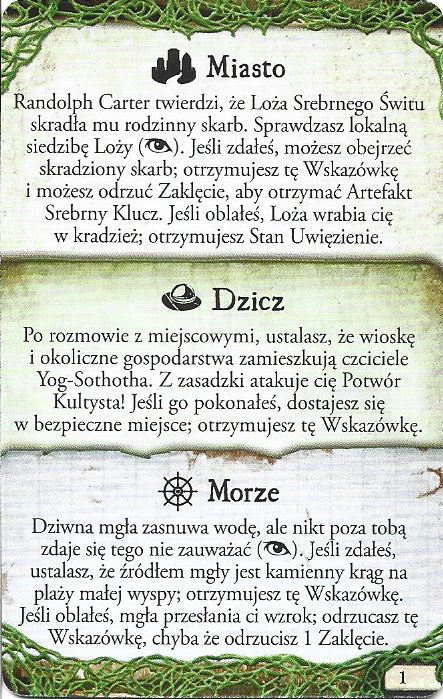 Miasto
Randolph Carter twierdzi, że Loża Srebrnego Świtu
skradła mu rodzinny skarb. Sprawdzasz lokalną
siedzibę Loży (). Jeśli zdałeś, możesz obejrzeć
skradziony skarb; otrzymujesz tę Wskazówkę
i możesz odrzuć Zaklęcie, aby otrzymać Artefakt
Srebrny Klucz. Jeśli oblałeś, Loża wrabia cię
w kradzież; otrzymujesz Stan Uwięzienie.
Dzicz
Po rozmowie z miejscowymi, ustalasz, że wioskę
i okoliczne gospodarstwa zamieszkują czciciele
Yog-Sothotha. Z zasadzki atakuje cię Potwór
Kultysta! Jeśli go pokonałeś, dostajesz się
w bezpieczne miejsce; otrzymujesz tę Wskazówkę.
Morze
Dziwna mgła zasnuwa wodę, ale nikt poza tobą
zdaje się tego nie zauważać (). Jeśli zdałeś,
ustalasz, że źródłem mgły jest kamienny krąg na
plaży małej wyspy; otrzymujesz tę Wskazówkę.
Jeśli oblałeś, mgła przesłania ci wzrok; odrzucasz tę
Wskazówkę, chyba że odrzucisz 1 Zaklęcie.
1